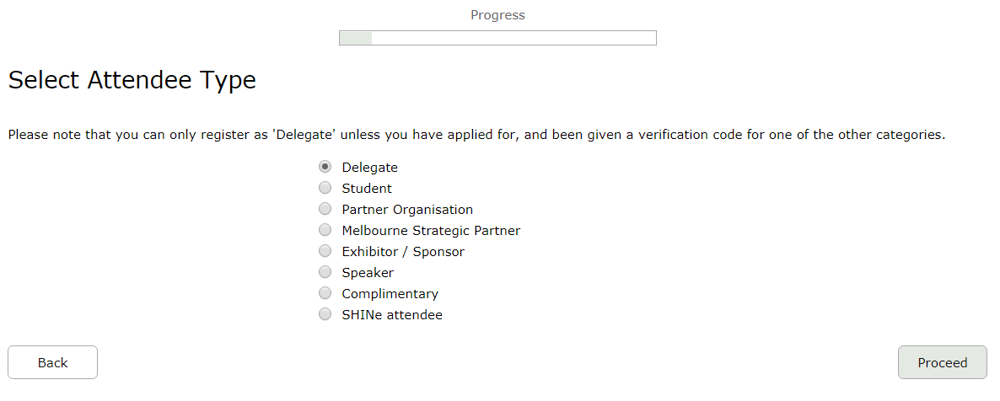 Progress
Select Attendee Type
Please note that you can only register as 'Delegate' unless you have applied for, and been given a verification code for one of the other categories.
Delegate
Student
Partner Organisation
Melbourne Strategic Partner
Exhibitor / Sponsor
Speaker
Complimentary
SHINe attendee
Back
Proceed